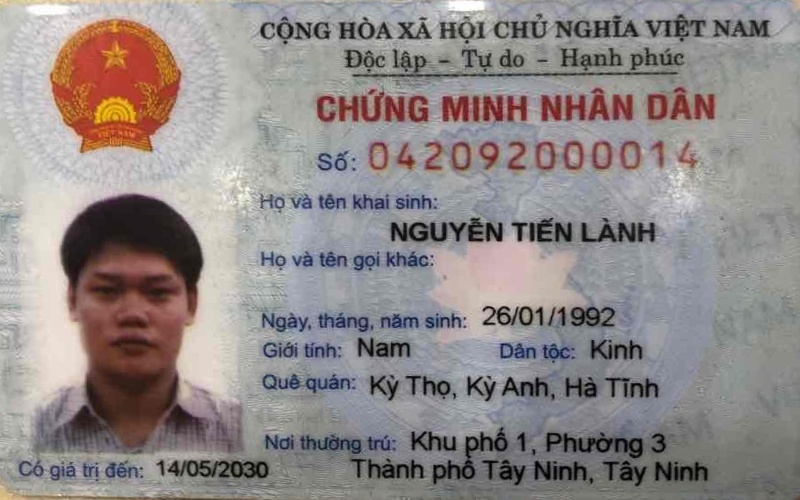 CỘNG HÒA XÃ HỘI CHỦ NGHĨA VIỆT NAM
Độc lập - Tự do - Hạnh phúc
CHỨNG MINH NHÂN DÂN
Số: 042092000014
Họ và tên khai sinh:
NGUYỄN TIẾN LÀNH
Họ và tên gọi khác:
Ngày, tháng, năm sinh: 26/01/1992
Giới tính: Nam Dân tộc: Kinh
Quê quán: Kỳ Thọ, Kỳ Anh, Hà Tĩnh
Nơi thường trú: Khu phố 1, Phường 3
Có giá trị đến: 14/05/2030 Thành phố Tây Ninh, Tây Ninh